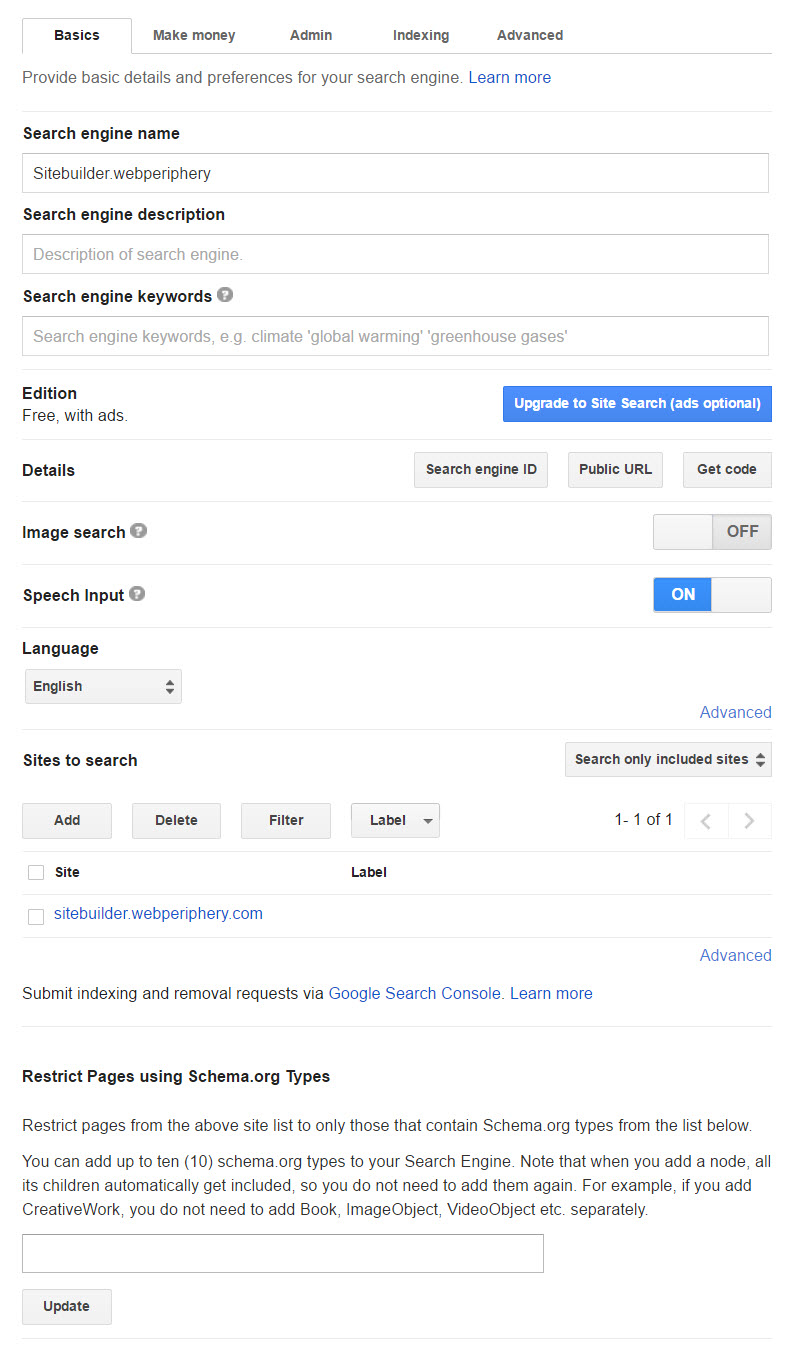 Basics Make money Admin Indexing Advanced
Provide basic details and preferences for your search engine. Learn more
Search engine name
Sitebuilder.webperiphery
Search engine description
Description of search engine.
Search engine keywords ?
Search engine keywords, e.g. climate 'global warming' 'greenhouse gases'
Edition
Free, with ads.
Upgrade to Site Search (ads optional)
Details Search engine ID Public URL Get code
Image search ? OFF
Speech Input ? ON
Language
English
Advanced
Sites to search Search only included sites
Add Delete Filter Label 1- 1 of 1
Site Label
sitebuilder.webperiphery.com
Advanced
Submit indexing and removal requests via Google Search Console. Learn more
Restrict Pages using Schema.org Types
Restrict pages from the above site list to only those that contain Schema.org types from the list below.
You can add up to ten (10) schema.org types to your Search Engine. Note that when you add a node, all
its children automatically get included, so you do not need to add them again. For example, if you add
CreativeWork, you do not need to add Book, ImageObject, VideoObject etc. separately.
Update